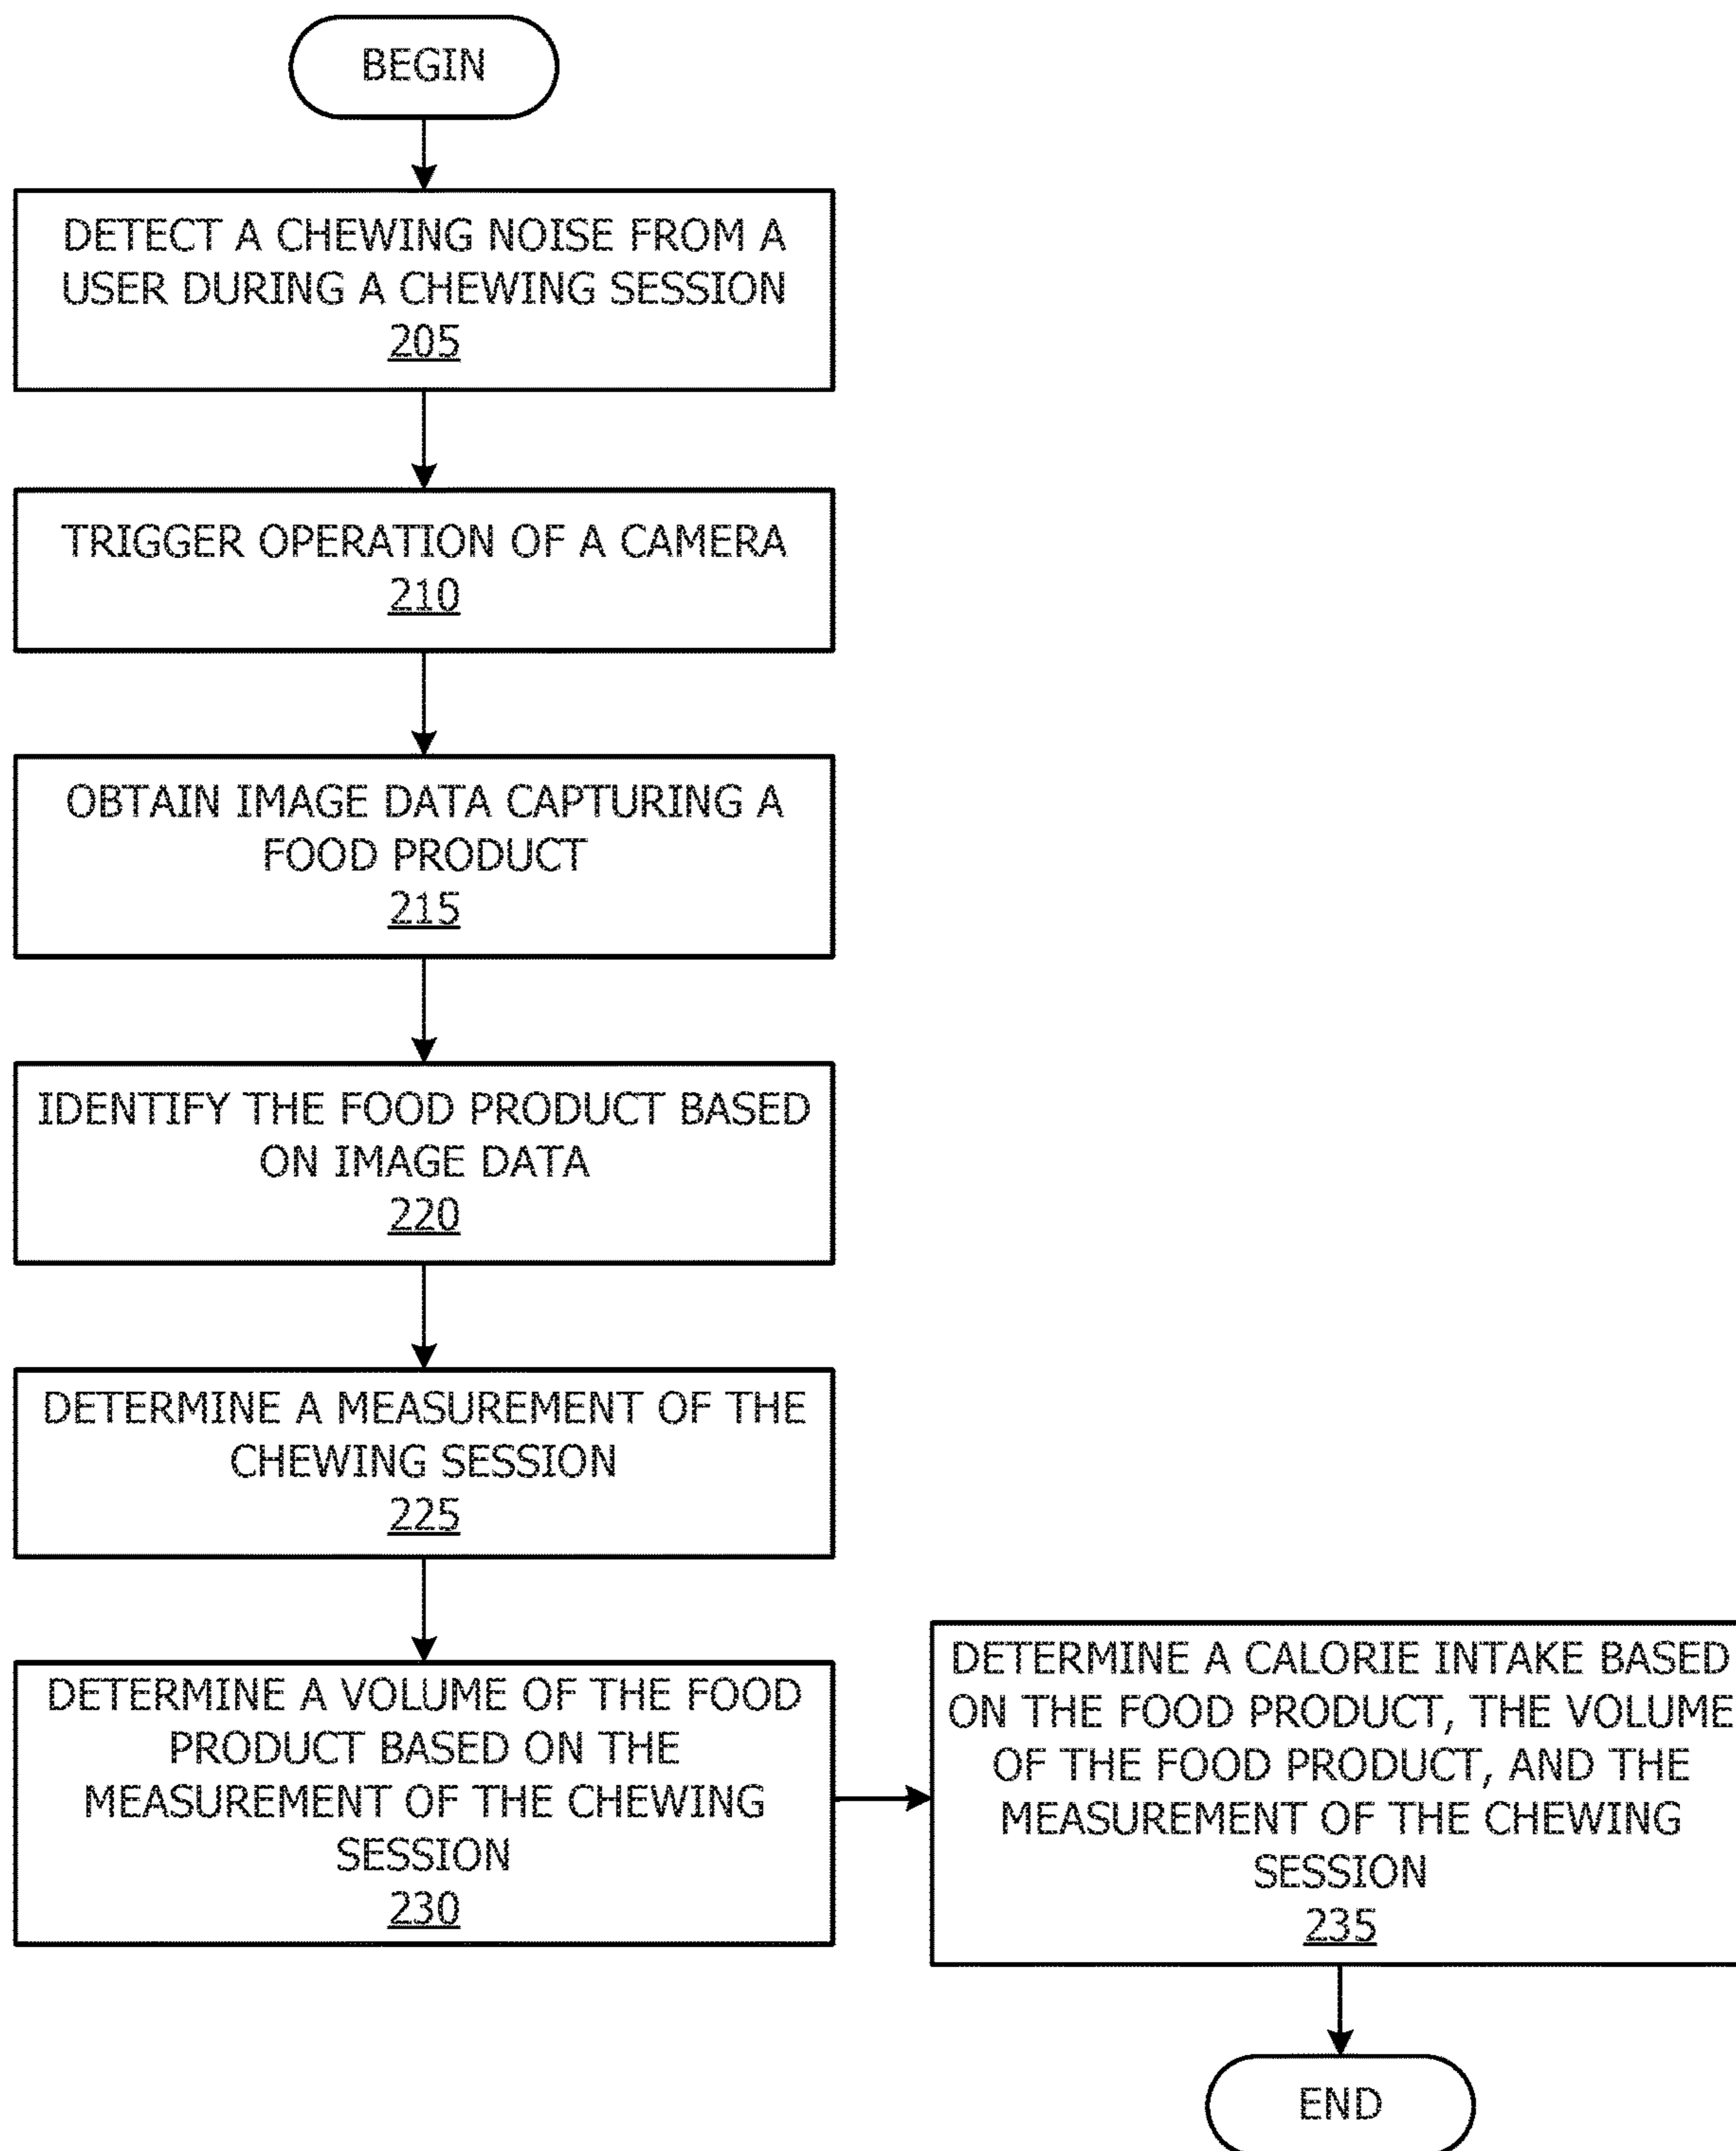 BEGIN
DETECT A CHEWING NOISE FROM A
USER DURING A CHEWING SESSION
205
TRIGGER OPERATION OF A CAMERA
210
OBTAIN IMAGE DATA CAPTURING A
FOOD PRODUCT
215
IDENTIFY THE FOOD PRODUCT BASED
ON IMAGE DATA
220
DETERMINE A MEASUREMENT OF THE
CHEWING SESSION
225
DETERMINE A VOLUME OF THE FOOD
PRODUCT BASED ON THE
MEASUREMENT OF THE CHEWING
SESSION
230
DETERMINE A CALORIE INTAKE BASED
ON THE FOOD PRODUCT, THE VOLUME
OF THE FOOD PRODUCT, AND THE
MEASUREMENT OF THE CHEWING
SESSION
235
END